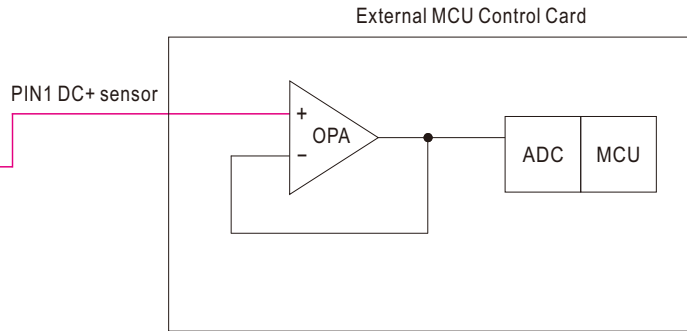 External MCU Control Card
PIN1 DC+ sensor
+
OPA
−
ADC
MCU